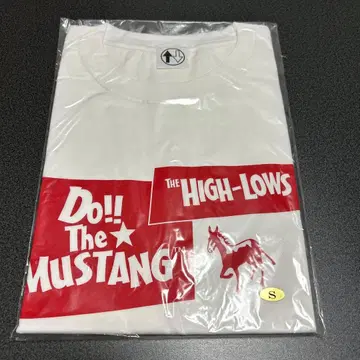 THE HIGH-LOWS
Do!!
The★
MUSTANG
S